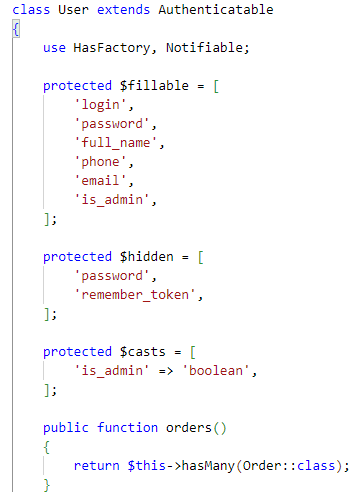 class User extends Authenticatable
{
    use HasFactory, Notifiable;

    protected $fillable = [
        'login',
        'password',
        'full_name',
        'phone',
        'email',
        'is_admin',
    ];

    protected $hidden = [
        'password',
        'remember_token',
    ];

    protected $casts = [
        'is_admin' => 'boolean',
    ];

    public function orders()
    {
        return $this->hasMany(Order::class);
    }